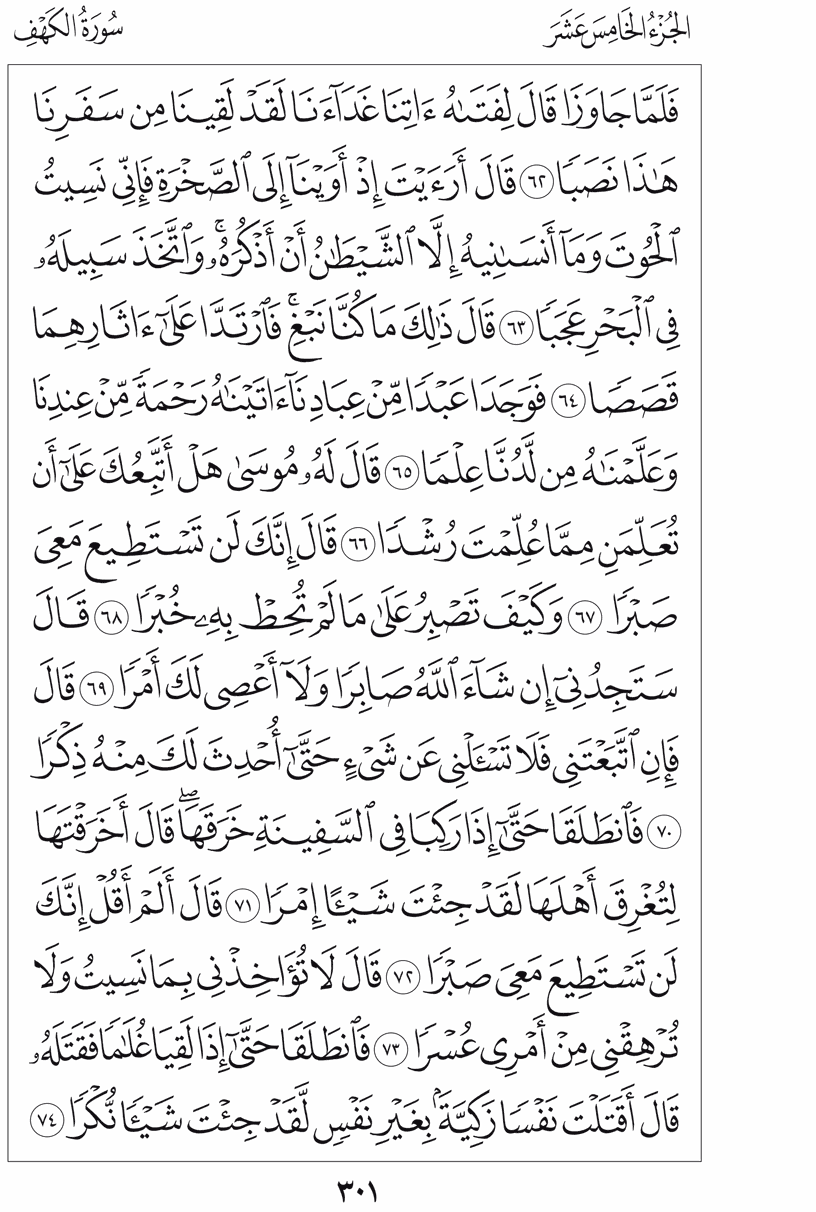 الجُزْءُ الخَامِسَ عَشَرَ
سُورَةُ الكَهْفِ
فَلَمَّا جَاوَزَا قَالَ لِفَتَىٰهُ ءَاتِنَا غَدَآءَنَا لَقَدْ لَقِينَا مِن سَفَرِنَا
هَٰذَا نَصَبًا ٦٢ قَالَ أَرَءَيْتَ إِذْ أَوَيْنَآ إِلَى ٱلصَّخْرَةِ فَإِنِّي نَسِيتُ
ٱلْحُوتَ وَمَآ أَنسَىٰنِيهُ إِلَّا ٱلشَّيْطَٰنُ أَنْ أَذْكُرَهُۥۚ وَٱتَّخَذَ سَبِيلَهُۥ
فِي ٱلْبَحْرِ عَجَبًا ٦٣ قَالَ ذَٰلِكَ مَا كُنَّا نَبْغِۚ فَٱرْتَدَّا عَلَىٰٓ ءَاثَارِهِمَا
قَصَصًا ٦٤ فَوَجَدَا عَبْدًا مِّنْ عِبَادِنَآ ءَاتَيْنَٰهُ رَحْمَةً مِّنْ عِندِنَا
وَعَلَّمْنَٰهُ مِن لَّدُنَّا عِلْمًا ٦٥ قَالَ لَهُۥ مُوسَىٰ هَلْ أَتَّبِعُكَ عَلَىٰٓ أَن
تُعَلِّمَنِ مِمَّا عُلِّمْتَ رُشْدًا ٦٦ قَالَ إِنَّكَ لَن تَسْتَطِيعَ مَعِيَ
صَبْرًا ٦٧ وَكَيْفَ تَصْبِرُ عَلَىٰ مَا لَمْ تُحِطْ بِهِۦ خُبْرًا ٦٨ قَالَ
سَتَجِدُنِيٓ إِن شَآءَ ٱللَّهُ صَابِرًا وَلَآ أَعْصِي لَكَ أَمْرًا ٦٩ قَالَ
فَإِنِ ٱتَّبَعْتَنِي فَلَا تَسْـَٔلْنِي عَن شَيْءٍ حَتَّىٰٓ أُحْدِثَ لَكَ مِنْهُ ذِكْرًا
٧٠ فَٱنطَلَقَا حَتَّىٰٓ إِذَا رَكِبَا فِي ٱلسَّفِينَةِ خَرَقَهَاۖ قَالَ أَخَرَقْتَهَا
لِتُغْرِقَ أَهْلَهَا لَقَدْ جِئْتَ شَيْـًٔا إِمْرًا ٧١ قَالَ أَلَمْ أَقُلْ إِنَّكَ
لَن تَسْتَطِيعَ مَعِيَ صَبْرًا ٧٢ قَالَ لَا تُؤَاخِذْنِي بِمَا نَسِيتُ وَلَا
تُرْهِقْنِي مِنْ أَمْرِي عُسْرًا ٧٣ فَٱنطَلَقَا حَتَّىٰٓ إِذَا لَقِيَا غُلَٰمًا فَقَتَلَهُۥ
قَالَ أَقَتَلْتَ نَفْسًا زَكِيَّةًۢ بِغَيْرِ نَفْسٍ لَّقَدْ جِئْتَ شَيْـًٔا نُّكْرًا ٧٤
٣٠١